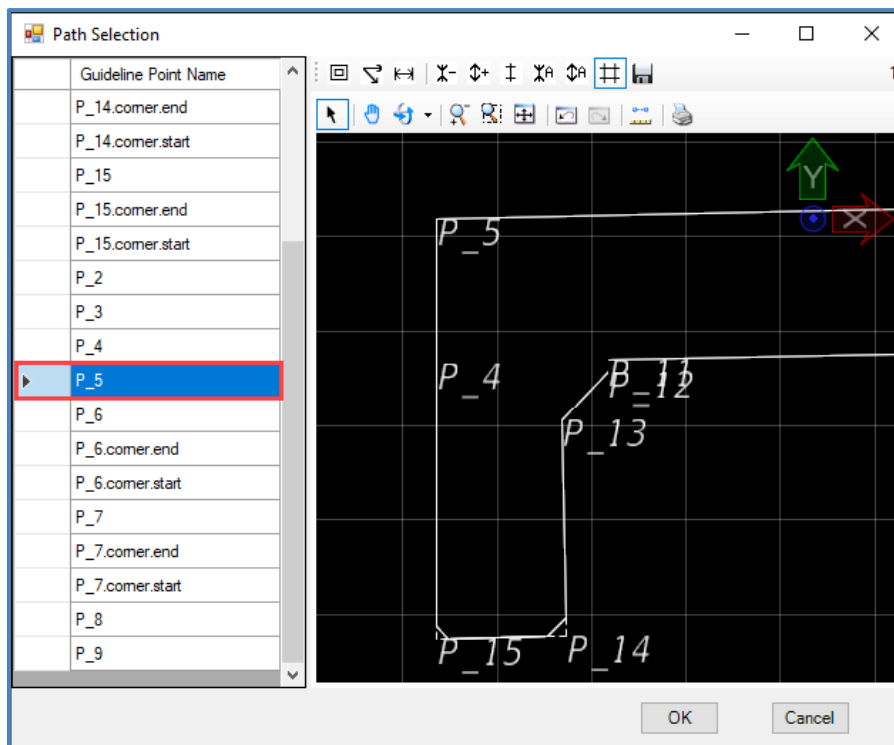 Path Selection
Guideline Point Name
P_14.corner.end
P_14.corner.start
P_15
P_15.corner.end
P_15.corner.start
P_2
P_3
P_4
P_5
P_6
P_6.corner.end
P_6.corner.start
P_7
P_7.corner.end
P_7.corner.start
P_8
P_9
Y
X
P_5
P_4
P_11
P_12
P_13
P_15
P_14
OK
Cancel